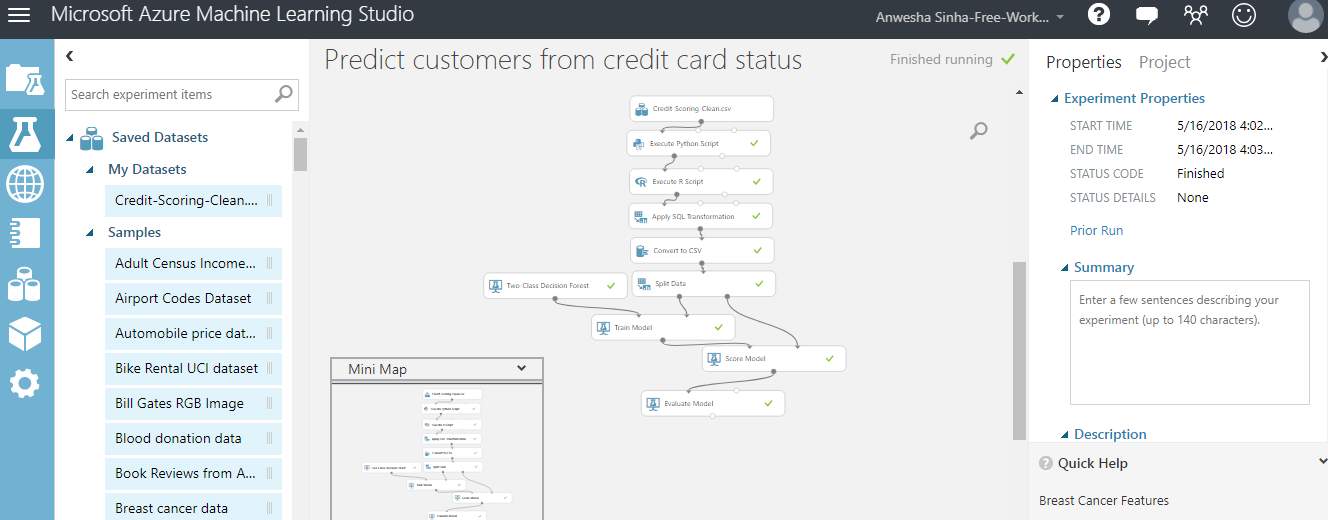 Microsoft Azure Machine Learning Studio
Anwesha Sinha-Free-Work...
?
Search experiment items
Saved Datasets
My Datasets
Credit-Scoring-Clean....
Samples
Adult Census Income...
Airport Codes Dataset
Automobile price dat...
Bike Rental UCI dataset
Bill Gates RGB Image
Blood donation data
Book Reviews from A...
Breast cancer data
Predict customers from credit card status
Finished running
Credit-Scoring-Clean.csv
Execute Python Script
Execute R Script
Apply SQL Transformation
Convert to CSV
Two-Class Decision Forest
Split Data
Train Model
Score Model
Evaluate Model
Mini Map
Properties Project
Experiment Properties
START TIME 5/16/2018 4:02...
END TIME 5/16/2018 4:03...
STATUS CODE Finished
STATUS DETAILS None
Prior Run
Summary
Enter a few sentences describing your
experiment (up to 140 characters).
Description
? Quick Help
Breast Cancer Features